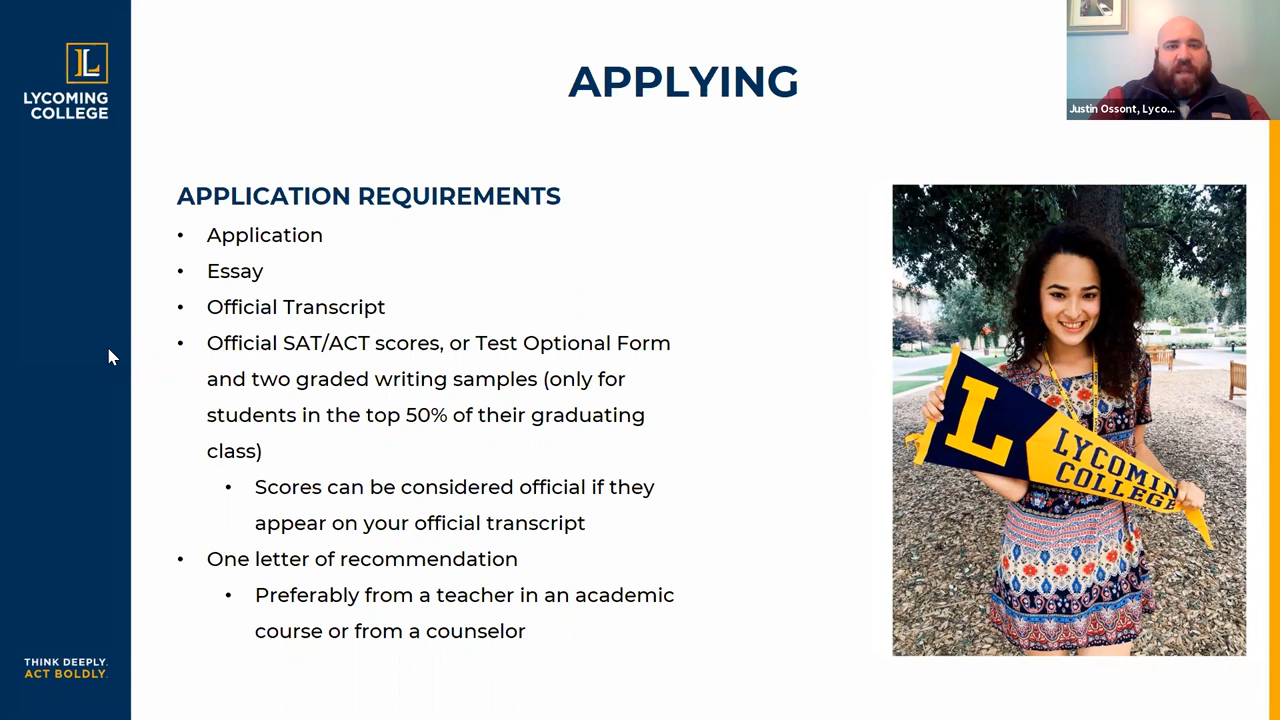 L
LYCOMING
COLLEGE
APPLYING
Justin Ossont, Lyco...
APPLICATION REQUIREMENTS
• Application
• Essay
• Official Transcript
• Official SAT/ACT scores, or Test Optional Form
and two graded writing samples (only for
students in the top 50% of their graduating
class)
• Scores can be considered official if they
appear on your official transcript
• One letter of recommendation
• Preferably from a teacher in an academic
course or from a counselor
L
LYCOMING
COLLEGE
THINK DEEPLY.
ACT BOLDLY.